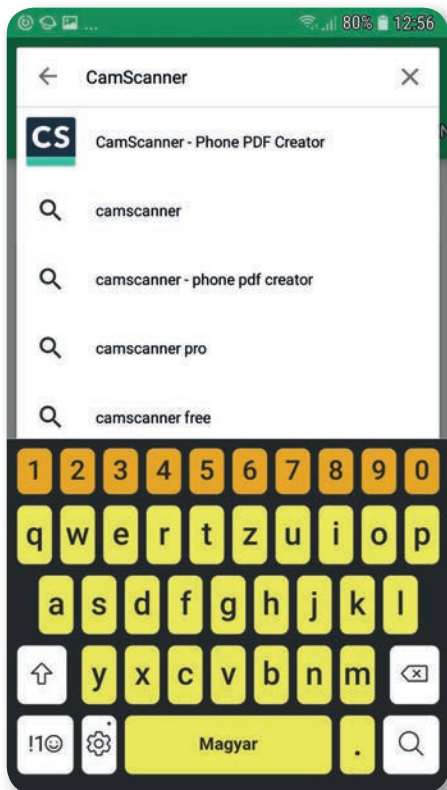 ... 80% 12:56
CamScanner
CS CamScanner - Phone PDF Creator
camscanner
camscanner - phone pdf creator
camscanner pro
camscanner free
1 2 3 4 5 6 7 8 9 0
q w e r t z u i o p
a s d f g h j k l
y x c v b n m
!1☺ Magyar .